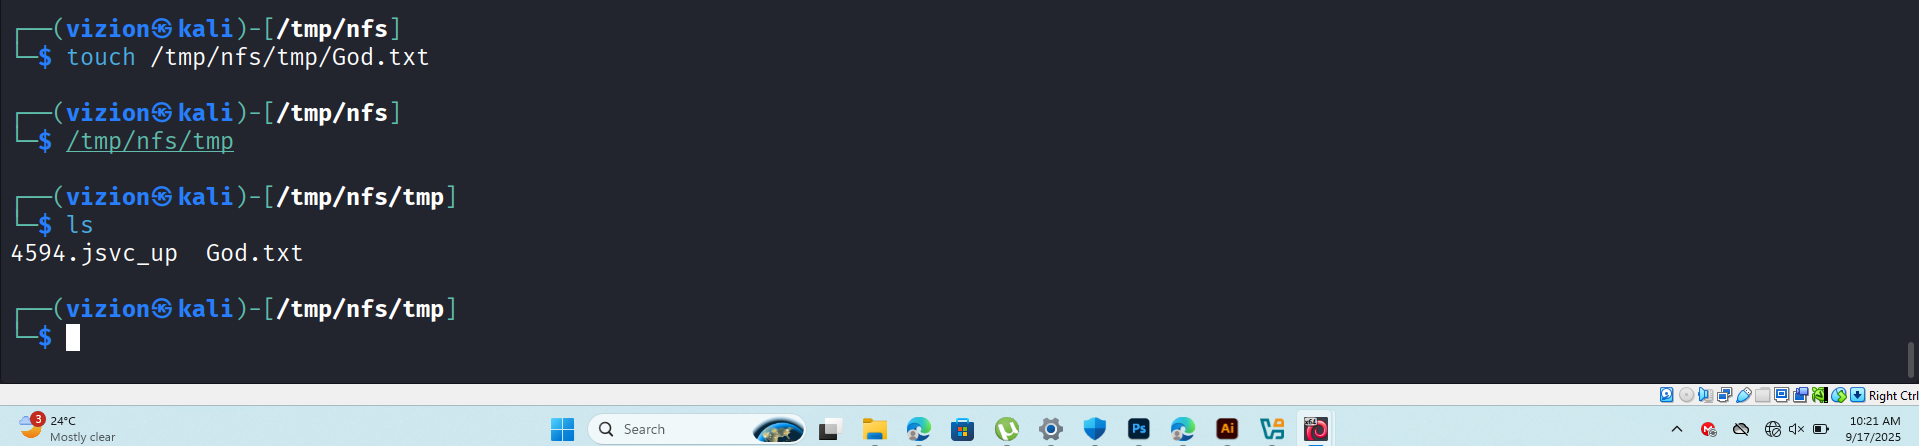 ┌──(vizion㉿kali)-[/tmp/nfs]
└─$ touch /tmp/nfs/tmp/God.txt
┌──(vizion㉿kali)-[/tmp/nfs]
└─$ /tmp/nfs/tmp
┌──(vizion㉿kali)-[/tmp/nfs/tmp]
└─$ ls
4594.jsvc_up  God.txt
┌──(vizion㉿kali)-[/tmp/nfs/tmp]
└─$
Right Ctrl
3
24°C
Mostly clear
Search
Ps
Ai
x64
10:21 AM
9/17/2025